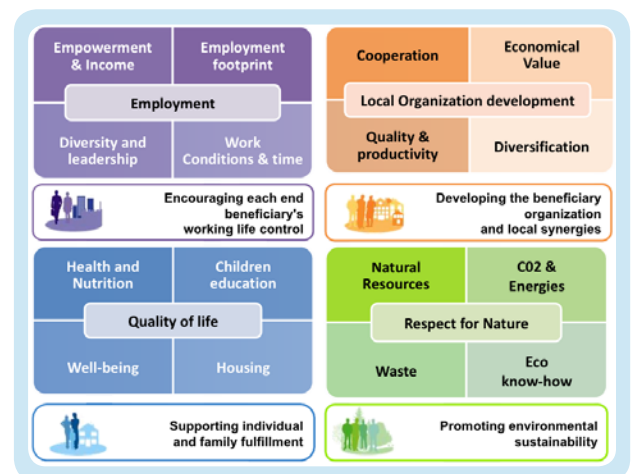 Empowerment
& Income
Employment
footprint
Employment
Diversity and
leadership
Work
Conditions & time
Encouraging each end
beneficiary's
working life control
Cooperation
Economical
Value
Local Organization development
Quality &
productivity
Diversification
Developing the beneficiary
organization
and local synergies
Health and
Nutrition
Children
education
Quality of life
Well-being
Housing
Supporting individual
and family fulfillment
Natural
Resources
C02 &
Energies
Respect for Nature
Waste
Eco
know-how
Promoting environmental
sustainability